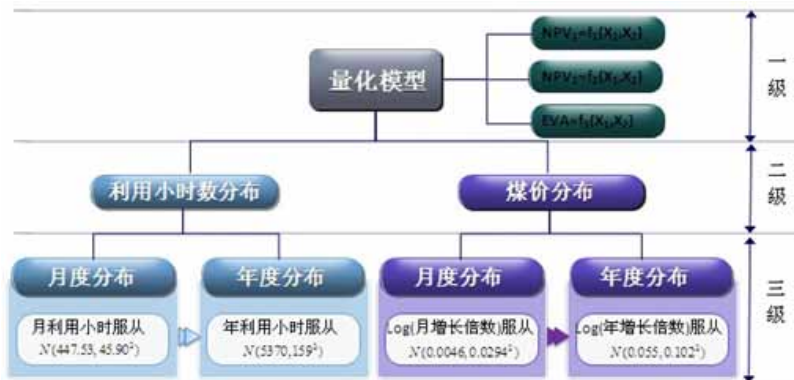 NPV₁=f₁(X₁,X₂)
NPV₂=f₂(X₁,X₂)
EVA=f₃(X₁,X₂)
量化模型
一级
利用小时数分布
煤价分布
二级
月度分布
年度分布
月度分布
年度分布
月利用小时服从
N(447.53, 45.90²)
年利用小时服从
N(5370,159²)
Log(月增长倍数)服从
N(0.0046, 0.0294²)
Log(年增长倍数)服从
N(0.055, 0.102²)
三级